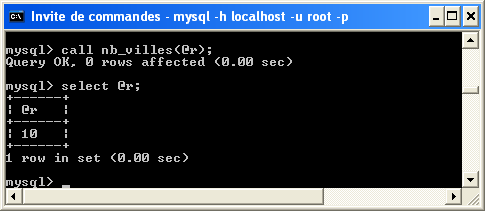 Invite de commandes - mysql -h localhost -u root -p
mysql> call nb_villes(@r);
Query OK, 0 rows affected (0.00 sec)
mysql> select @r;
+------+
| @r   |
+------+
| 10   |
+------+
1 row in set (0.00 sec)
mysql> _